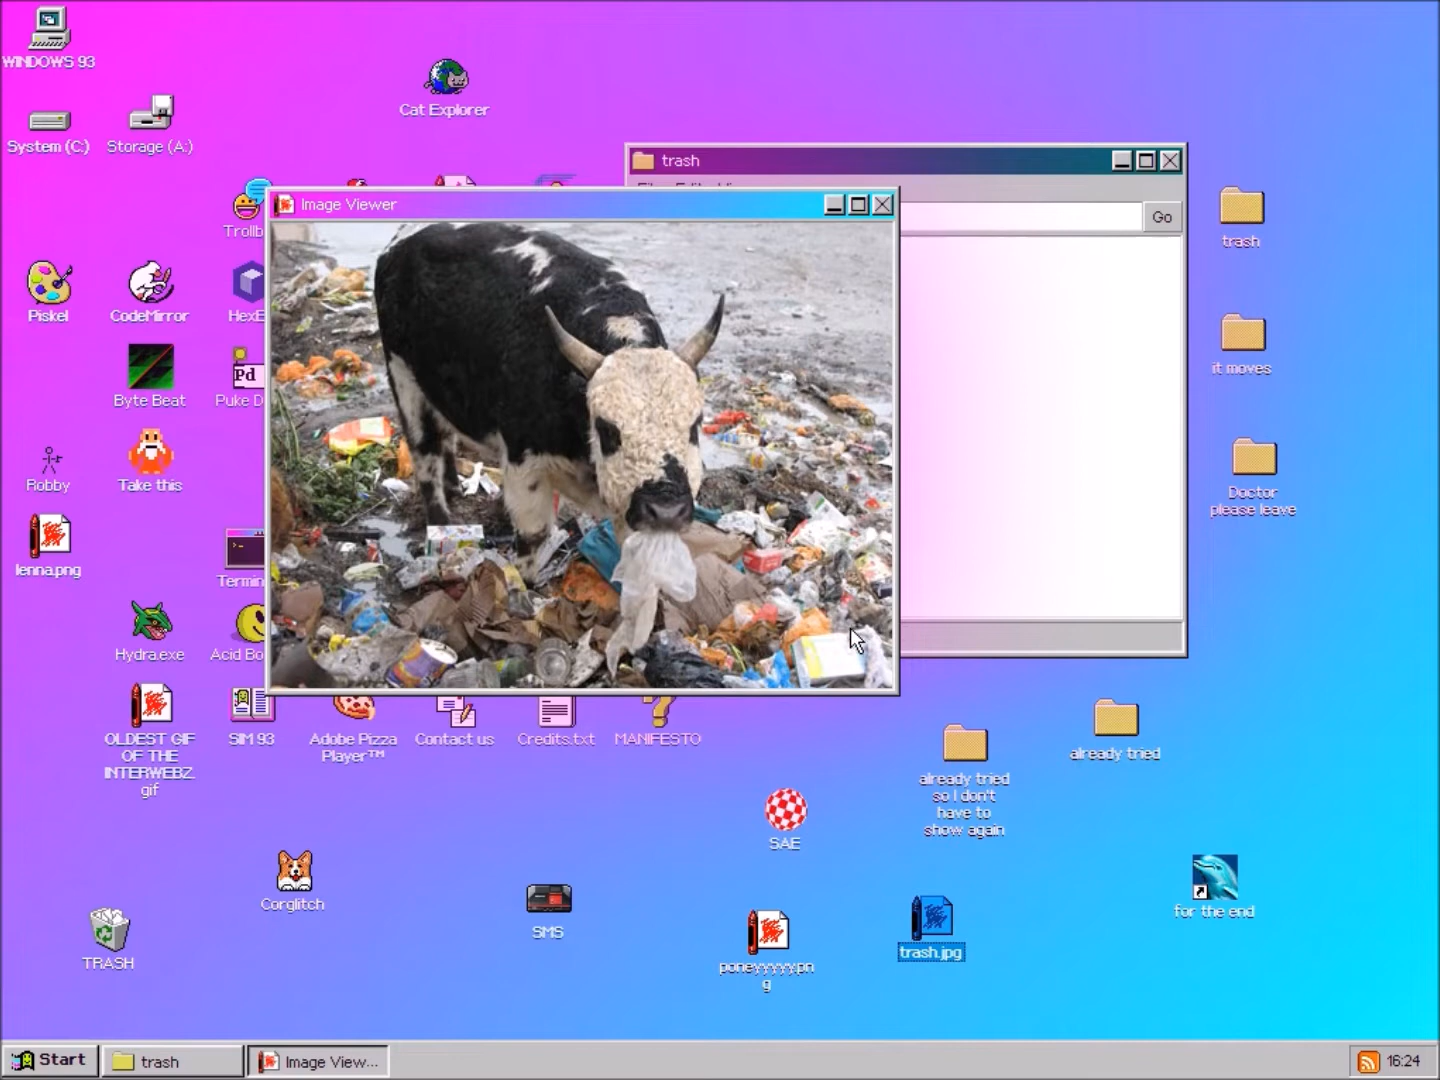 WINDOWS 93
Cat Explorer
System (C:)
Storage (A:)
trash
Image Viewer
Go
trash
Piskel
CodeMirror
it moves
Byte Beat
Pd
Robby
Take this
Doctor
please leave
lenna.png
Hydra.exe
OLDEST GIF
OF THE
INTERWEBZ.
gif
SIM 93
Adobe Pizza
Player™
Contact us
Credits.txt
MANIFESTO
already tried
so I don't
have to
show again
already tried
SAE
Corglitch
SMS
for the end
TRASH
poneyyyyy.pn
g
trash.jpg
Start
trash
Image View...
16:24